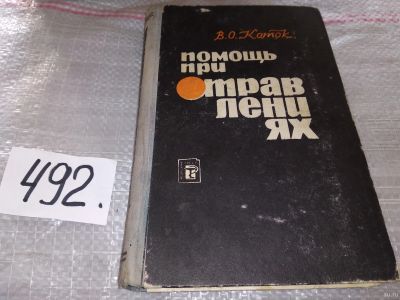 В.О. Каток
помощь
при
отрав
лени
ях
492.